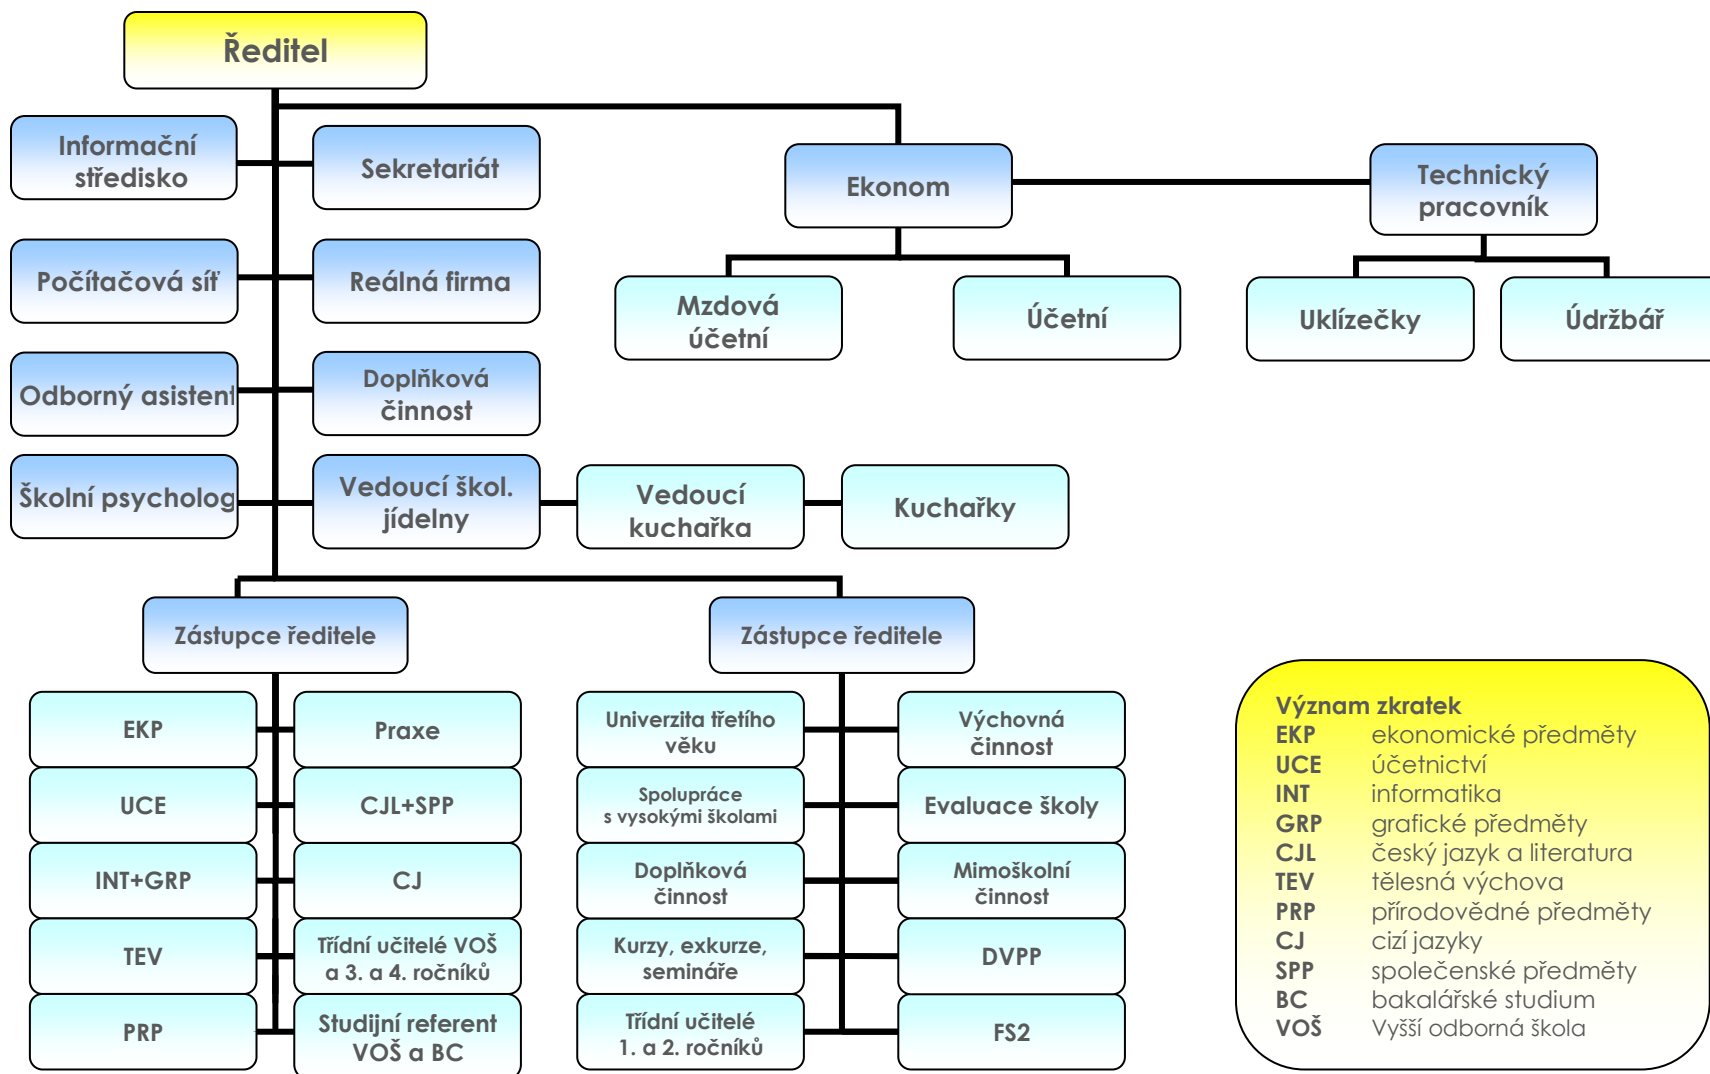 Ředitel
Informační
středisko
Sekretariát
Ekonom
Technický
pracovník
Počítačová síť
Reálná firma
Mzdová
účetní
Účetní
Uklízečky
Údržbář
Odborný asistent
Doplňková
činnost
Školní psycholog
Vedoucí škol.
jídelny
Vedoucí
kuchařka
Kuchařky
Zástupce ředitele
Zástupce ředitele
EKP
Praxe
UCE
CJL+SPP
INT+GRP
CJ
TEV
Třídní učitelé VOŠ
a 3. a 4. ročníků
PRP
Studijní referent
VOŠ a BC
Univerzita třetího
věku
Výchovná
činnost
Spolupráce
s vysokými školami
Evaluace školy
Doplňková
činnost
Mimoškolní
činnost
Kurzy, exkurze,
semináře
DVPP
Třídní učitelé
1. a 2. ročníků
FS2
Význam zkratek
EKP ekonomické předměty
UCE účetnictví
INT informatika
GRP grafické předměty
CJL český jazyk a literatura
TEV tělesná výchova
PRP přírodovědné předměty
CJ cizí jazyky
SPP společenské předměty
BC bakalářské studium
VOŠ Vyšší odborná škola